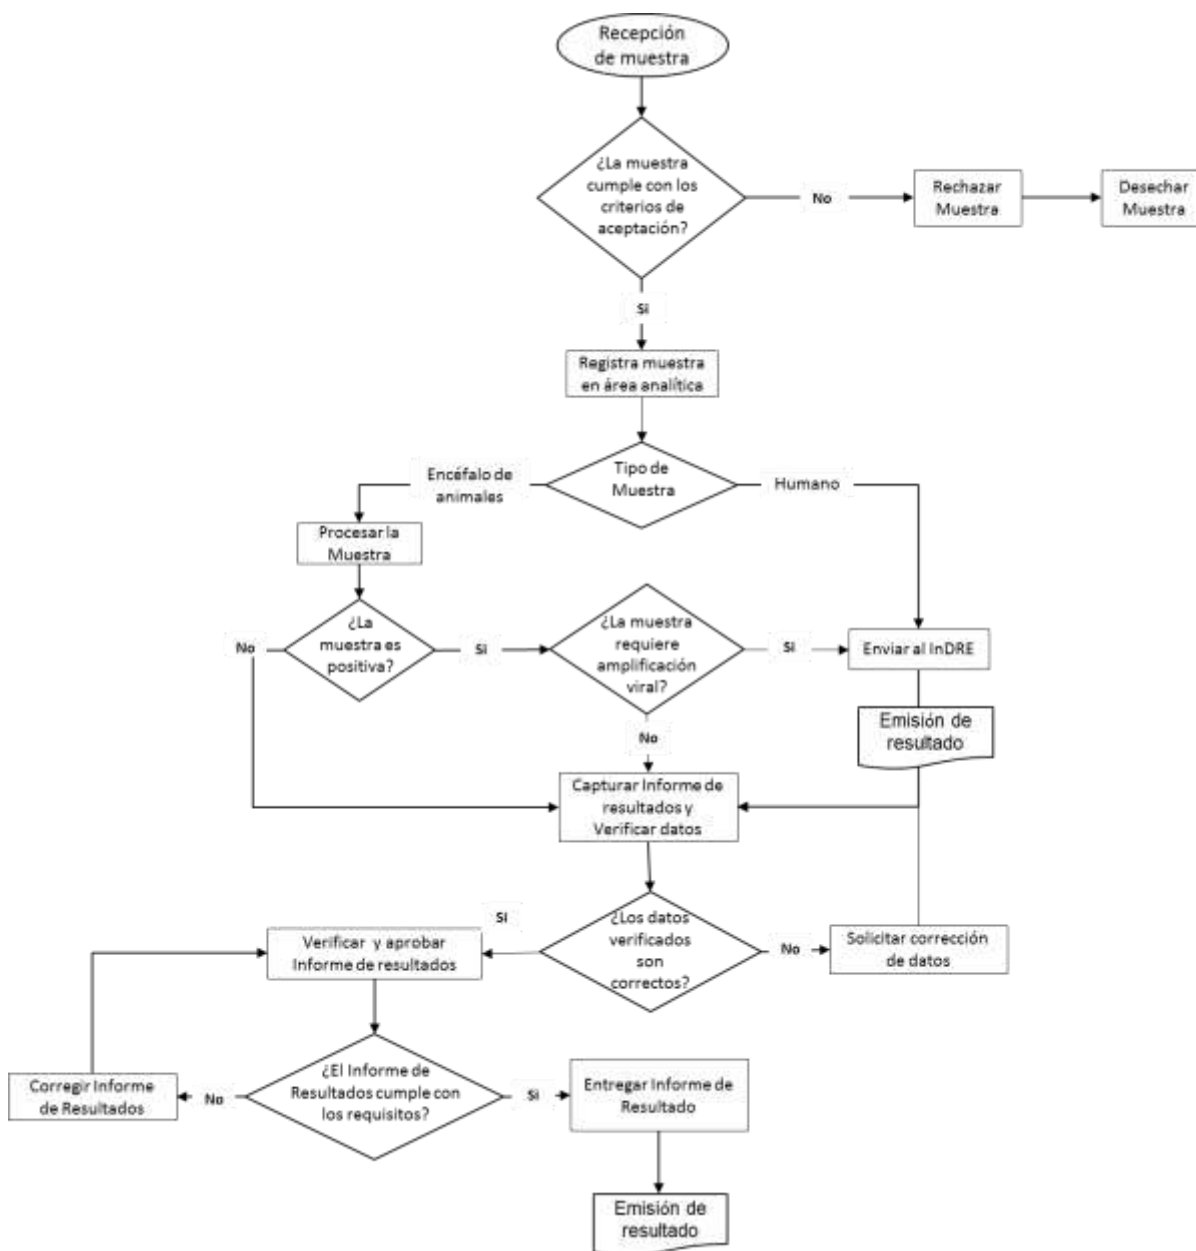 Recepción
de muestra
¿La muestra
cumple con los
criterios de
aceptación?
No
Rechazar
Muestra
Desechar
Muestra
Si
Registra muestra
en área analítica
Tipo de
Muestra
Encéfalo de
animales
Humano
Procesar la
Muestra
¿La
muestra es
positiva?
No
Si
¿La muestra
requiere
amplificación
viral?
Si
Enviar al InDRE
No
Emisión de
resultado
Capturar Informe de
resultados y
Verificar datos
¿Los datos
verificados
son
correctos?
Si
No
Verificar y aprobar
Informe de resultados
Solicitar corrección
de datos
¿El Informe de
Resultados cumple con
los requisitos?
No
Corregir Informe
de Resultados
Si
Entregar Informe de
Resultado
Emisión de
resultado